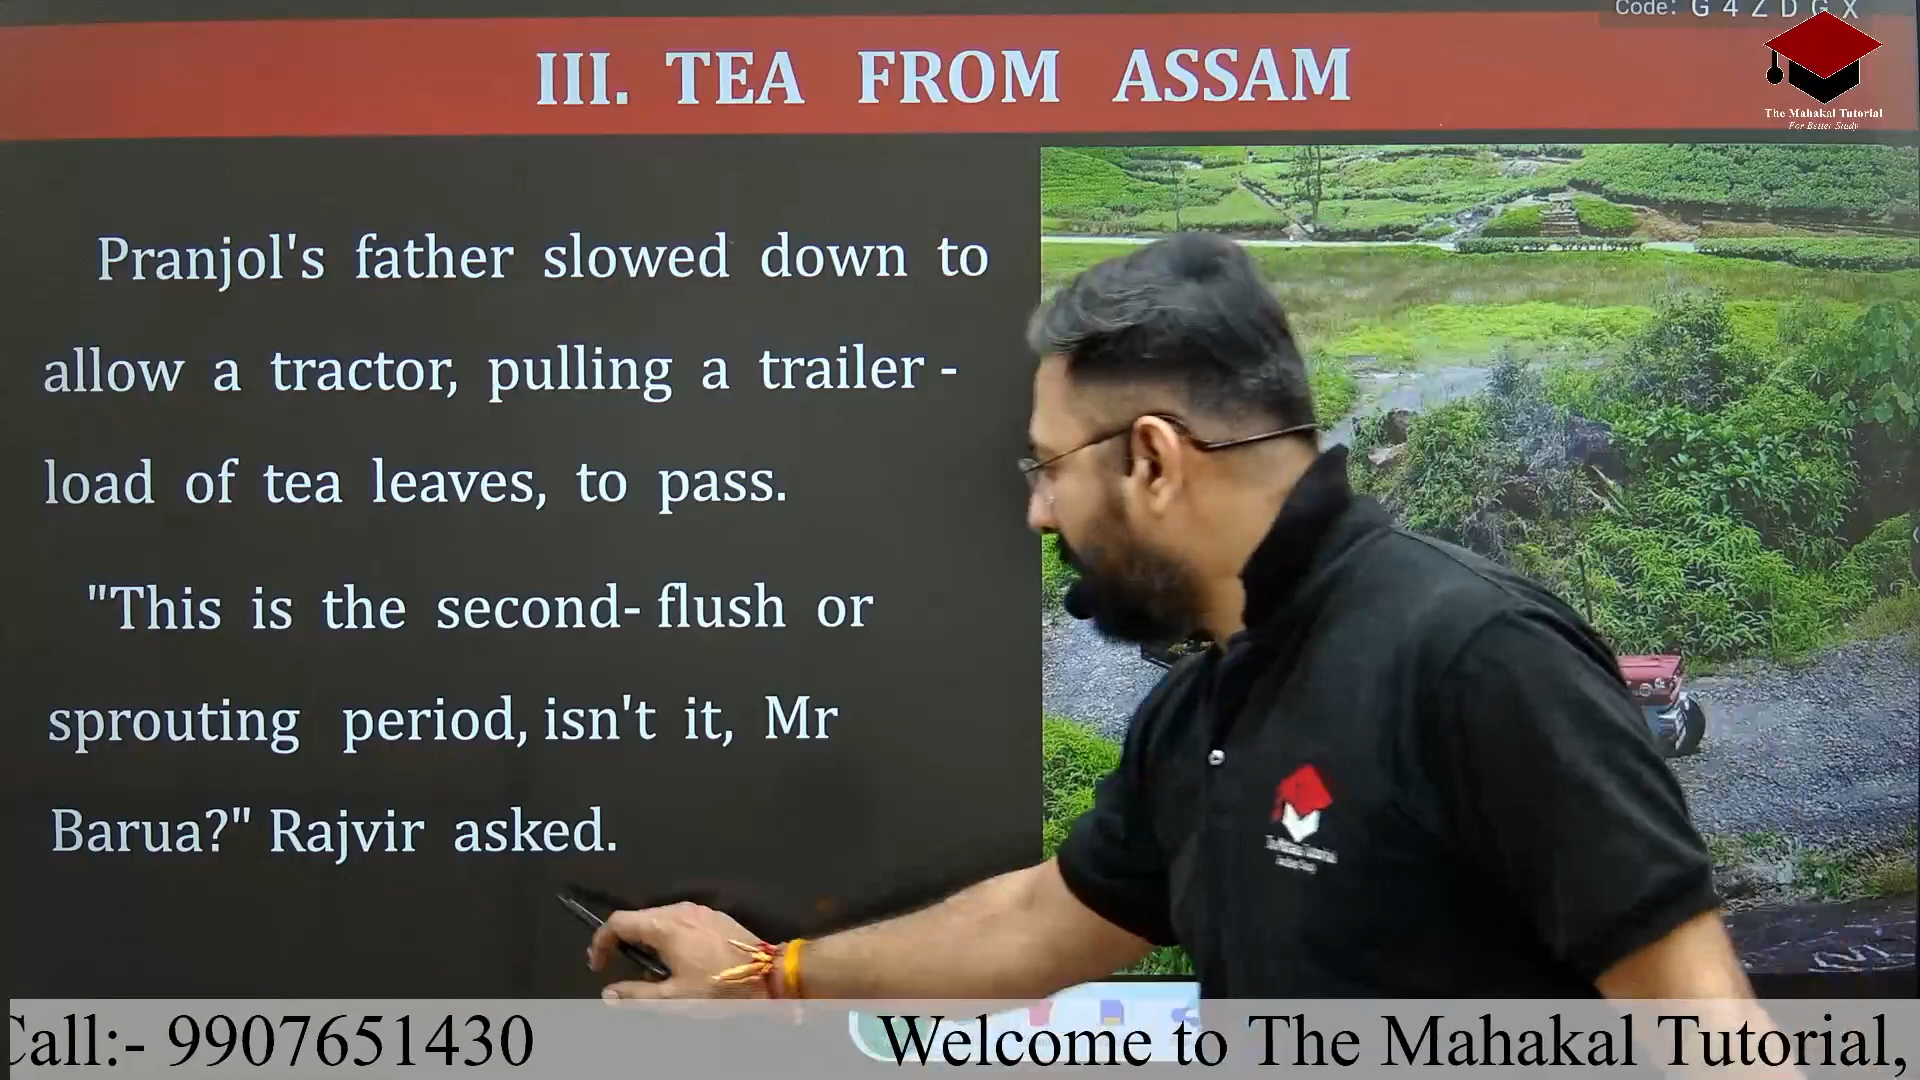 Code: G 4 Z D G X
III. TEA FROM ASSAM
The Mahakal Tutorial
For Better Study
Pranjol's father slowed down to
allow a tractor, pulling a trailer -
load of tea leaves, to pass.
"This is the second- flush or
sprouting period, isn't it, Mr
Barua?" Rajvir asked.
Call:- 9907651430
Welcome to The Mahakal Tutorial,